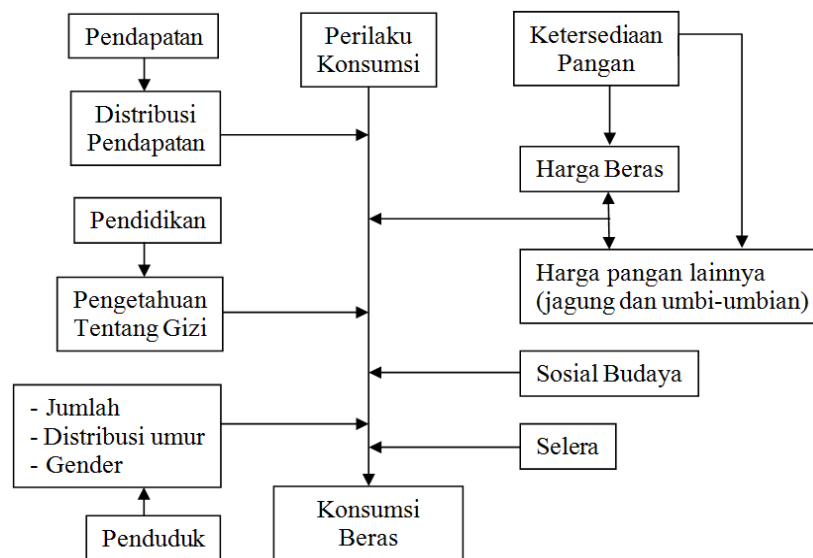 Pendapatan
Perilaku
Konsumsi
Ketersediaan
Pangan
Distribusi
Pendapatan
Harga Beras
Pendidikan
Harga pangan lainnya
(jagung dan umbi-umbian)
Pengetahuan
Tentang Gizi
Sosial Budaya
- Jumlah
- Distribusi umur
- Gender
Selera
Konsumsi
Beras
Penduduk